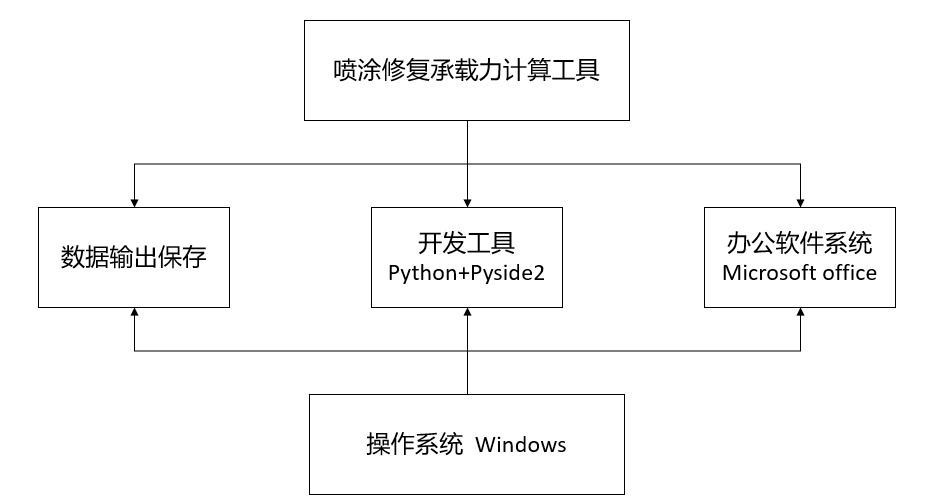 喷涂修复承载力计算工具
数据输出保存
开发工具
Python+Pyside2
办公软件系统
Microsoft office
操作系统 Windows